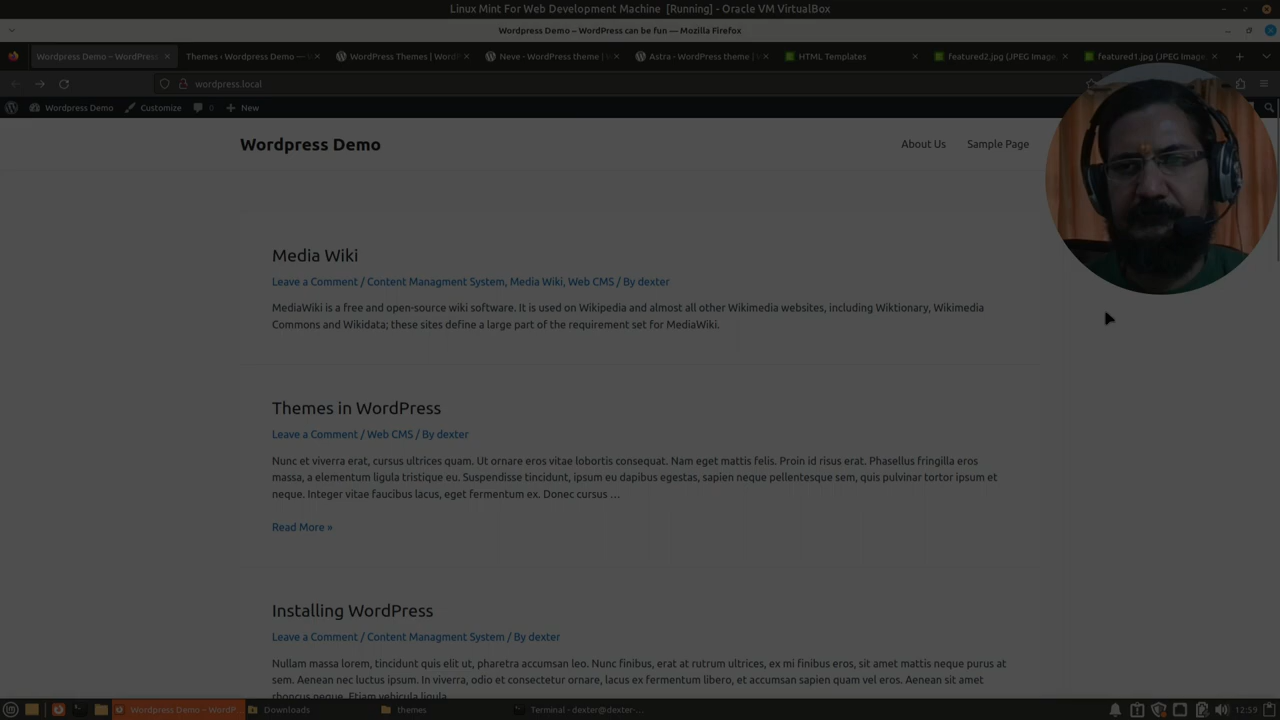 Linux Mint For Web Development Machine [Running] - Oracle VM VirtualBox
Wordpress Demo – WordPress can be fun — Mozilla Firefox
Wordpress Demo – WordPress
Themes ‹ Wordpress Demo —
WordPress Themes | Word
Neve - WordPress theme |
Astra - WordPress theme |
HTML Templates
featured2.jpg (JPEG Image,
featured1.jpg (JPEG Image,
wordpress.local
Wordpress Demo
Customize
0
New
Wordpress Demo
About Us
Sample Page
Media Wiki
Leave a Comment / Content Managment System, Media Wiki, Web CMS / By dexter
MediaWiki is a free and open-source wiki software. It is used on Wikipedia and almost all other Wikimedia websites, including Wiktionary, Wikimedia
Commons and Wikidata; these sites define a large part of the requirement set for MediaWiki.
Themes in WordPress
Leave a Comment / Web CMS / By dexter
Nunc et viverra erat, cursus ultrices quam. Ut ornare eros vitae lobortis consequat. Nam eget mattis felis. Proin id risus erat. Phasellus fringilla eros
massa, a elementum ligula tristique eu. Suspendisse tincidunt, ipsum eu dapibus egestas, sapien neque pellentesque sem, quis pulvinar tortor ipsum et
neque. Integer vitae faucibus lacus, eget fermentum ex. Donec cursus …
Read More »
Installing WordPress
Leave a Comment / Content Managment System / By dexter
Nullam massa lorem, tincidunt quis elit ut, pharetra accumsan leo. Nunc finibus, erat at rutrum ultrices, ex mi finibus eros, sit amet mattis neque purus at
sem. Aenean nec luctus ipsum. In viverra, odio et consectetur ornare, lacus ex fermentum libero, et accumsan sapien quam vel eros. Aenean sit amet
rhoncus neque. Etiam vehicula ligula
Wordpress Demo – WordP...
Downloads
themes
Terminal - dexter@dexter-...
12:59